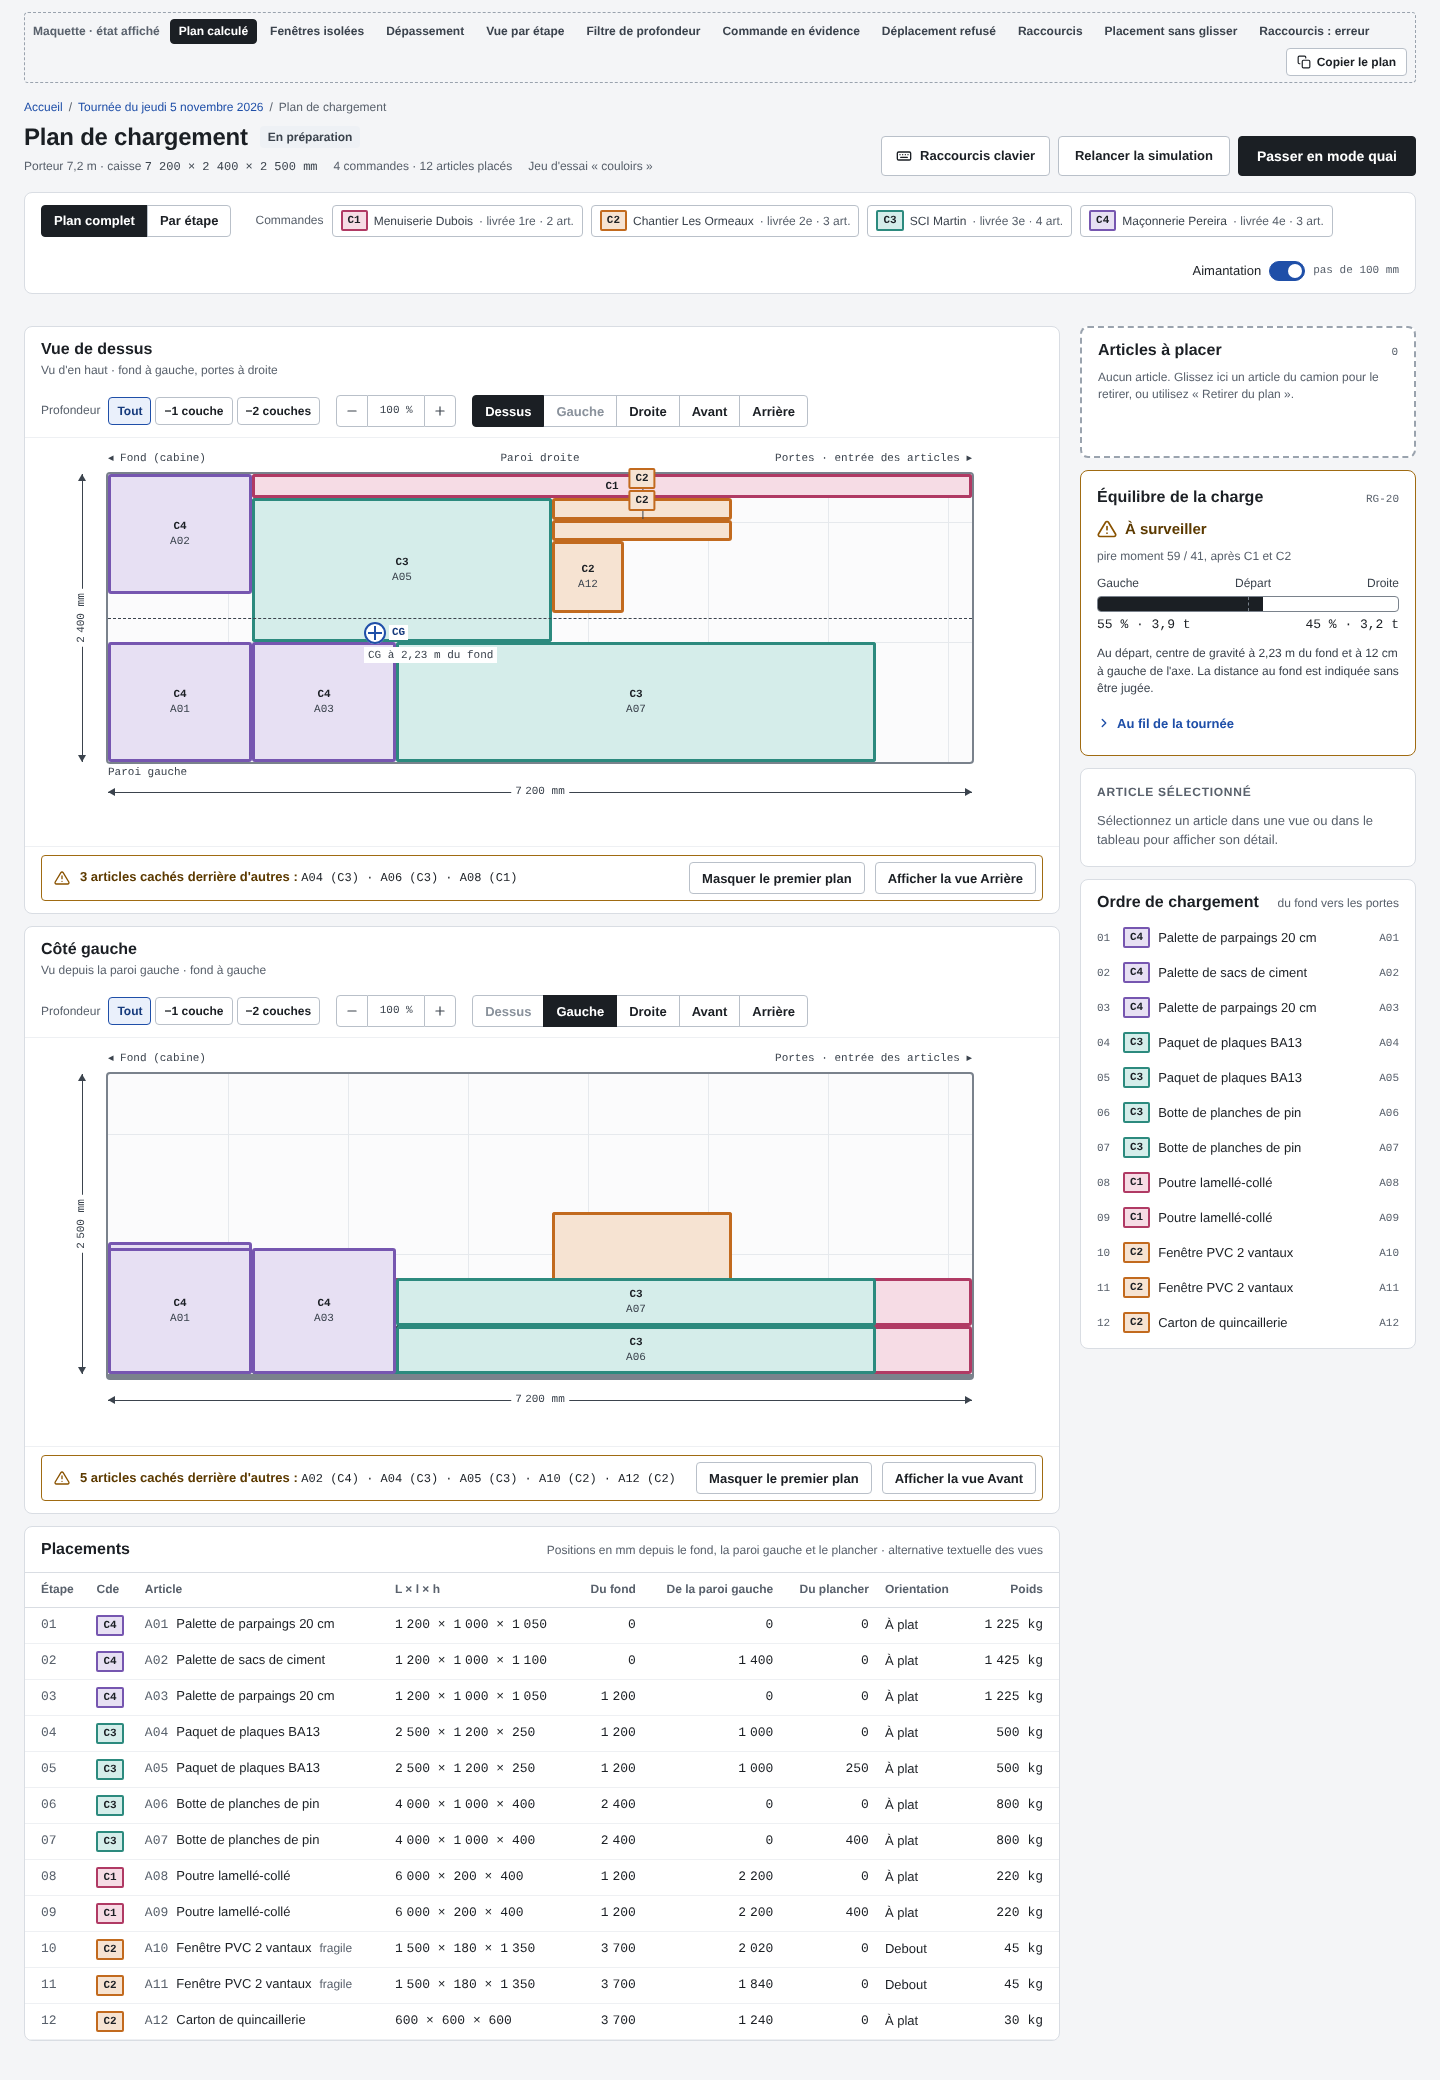 Maquette · état affiché Plan calculé Fenêtres isolées Dépassement Vue par étape Filtre de profondeur Commande en évidence Déplacement refusé Raccourcis Placement sans glisser Raccourcis : erreur
Copier le plan
Accueil / Tournée du jeudi 5 novembre 2026 / Plan de chargement
Plan de chargement En préparation
Porteur 7,2 m · caisse 7 200 × 2 400 × 2 500 mm 4 commandes · 12 articles placés Jeu d'essai « couloirs »
Raccourcis clavier Relancer la simulation Passer en mode quai
Plan complet Par étape Commandes C1 Menuiserie Dubois · livrée 1re · 2 art. C2 Chantier Les Ormeaux · livrée 2e · 3 art. C3 SCI Martin · livrée 3e · 4 art. C4 Maçonnerie Pereira · livrée 4e · 3 art.
Aimantation pas de 100 mm
Vue de dessus
Vu d'en haut · fond à gauche, portes à droite
Profondeur Tout −1 couche −2 couches − 100 % + Dessus Gauche Droite Avant Arrière
◂ Fond (cabine) Paroi droite Portes · entrée des articles ▸
C1 C2
C2
C4
A02
C3
A05
C2
A12
2 400 mm
CG
CG à 2,23 m du fond
C4
A01
C4
A03
C3
A07
Paroi gauche
7 200 mm
3 articles cachés derrière d'autres : A04 (C3) · A06 (C3) · A08 (C1) Masquer le premier plan Afficher la vue Arrière
Côté gauche
Vu depuis la paroi gauche · fond à gauche
Profondeur Tout −1 couche −2 couches − 100 % + Dessus Gauche Droite Avant Arrière
◂ Fond (cabine) Portes · entrée des articles ▸
2 500 mm
C4
A01
C4
A03
C3
A07
C3
A06
7 200 mm
5 articles cachés derrière d'autres : A02 (C4) · A04 (C3) · A05 (C3) · A10 (C2) · A12 (C2) Masquer le premier plan Afficher la vue Avant
Placements Positions en mm depuis le fond, la paroi gauche et le plancher · alternative textuelle des vues
Étape Cde Article L × l × h Du fond De la paroi gauche Du plancher Orientation Poids
01 C4 A01 Palette de parpaings 20 cm 1 200 × 1 000 × 1 050 0 0 0 À plat 1 225 kg
02 C4 A02 Palette de sacs de ciment 1 200 × 1 000 × 1 100 0 1 400 0 À plat 1 425 kg
03 C4 A03 Palette de parpaings 20 cm 1 200 × 1 000 × 1 050 1 200 0 0 À plat 1 225 kg
04 C3 A04 Paquet de plaques BA13 2 500 × 1 200 × 250 1 200 1 000 0 À plat 500 kg
05 C3 A05 Paquet de plaques BA13 2 500 × 1 200 × 250 1 200 1 000 250 À plat 500 kg
06 C3 A06 Botte de planches de pin 4 000 × 1 000 × 400 2 400 0 0 À plat 800 kg
07 C3 A07 Botte de planches de pin 4 000 × 1 000 × 400 2 400 0 400 À plat 800 kg
08 C1 A08 Poutre lamellé-collé 6 000 × 200 × 400 1 200 2 200 0 À plat 220 kg
09 C1 A09 Poutre lamellé-collé 6 000 × 200 × 400 1 200 2 200 400 À plat 220 kg
10 C2 A10 Fenêtre PVC 2 vantaux fragile 1 500 × 180 × 1 350 3 700 2 020 0 Debout 45 kg
11 C2 A11 Fenêtre PVC 2 vantaux fragile 1 500 × 180 × 1 350 3 700 1 840 0 Debout 45 kg
12 C2 A12 Carton de quincaillerie 600 × 600 × 600 3 700 1 240 0 À plat 30 kg
Articles à placer 0
Aucun article. Glissez ici un article du camion pour le
retirer, ou utilisez « Retirer du plan ».
Équilibre de la charge RG-20
À surveiller
pire moment 59 / 41, après C1 et C2
Gauche Départ Droite
55 % · 3,9 t 45 % · 3,2 t
Au départ, centre de gravité à 2,23 m du fond et à 12 cm
à gauche de l'axe. La distance au fond est indiquée sans
être jugée.
Au fil de la tournée
ARTICLE SÉLECTIONNÉ
Sélectionnez un article dans une vue ou dans le
tableau pour afficher son détail.
Ordre de chargement du fond vers les portes
01 C4 Palette de parpaings 20 cm A01
02 C4 Palette de sacs de ciment A02
03 C4 Palette de parpaings 20 cm A03
04 C3 Paquet de plaques BA13 A04
05 C3 Paquet de plaques BA13 A05
06 C3 Botte de planches de pin A06
07 C3 Botte de planches de pin A07
08 C1 Poutre lamellé-collé A08
09 C1 Poutre lamellé-collé A09
10 C2 Fenêtre PVC 2 vantaux A10
11 C2 Fenêtre PVC 2 vantaux A11
12 C2 Carton de quincaillerie A12